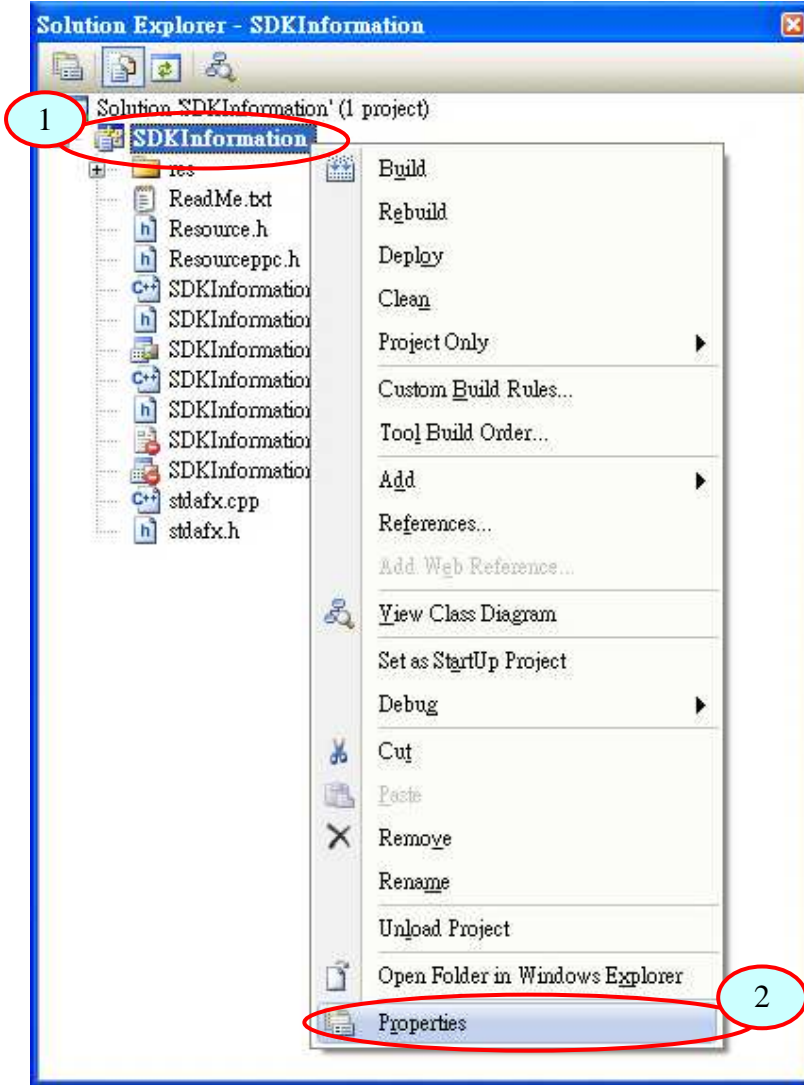 Solution Explorer - SDKInformation
Solution 'SDKInformation' (1 project)
1
SDKInformation
res
ReadMe.txt
Resource.h
Resourceppc.h
SDKInformation
SDKInformation
SDKInformation
SDKInformation
SDKInformation
SDKInformation
SDKInformation
stdafx.cpp
stdafx.h
Build
Rebuild
Deploy
Clean
Project Only
Custom Build Rules...
Tool Build Order...
Add
References...
Add Web Reference...
View Class Diagram
Set as StartUp Project
Debug
Cut
Paste
Remove
Rename
Unload Project
Open Folder in Windows Explorer
2
Properties